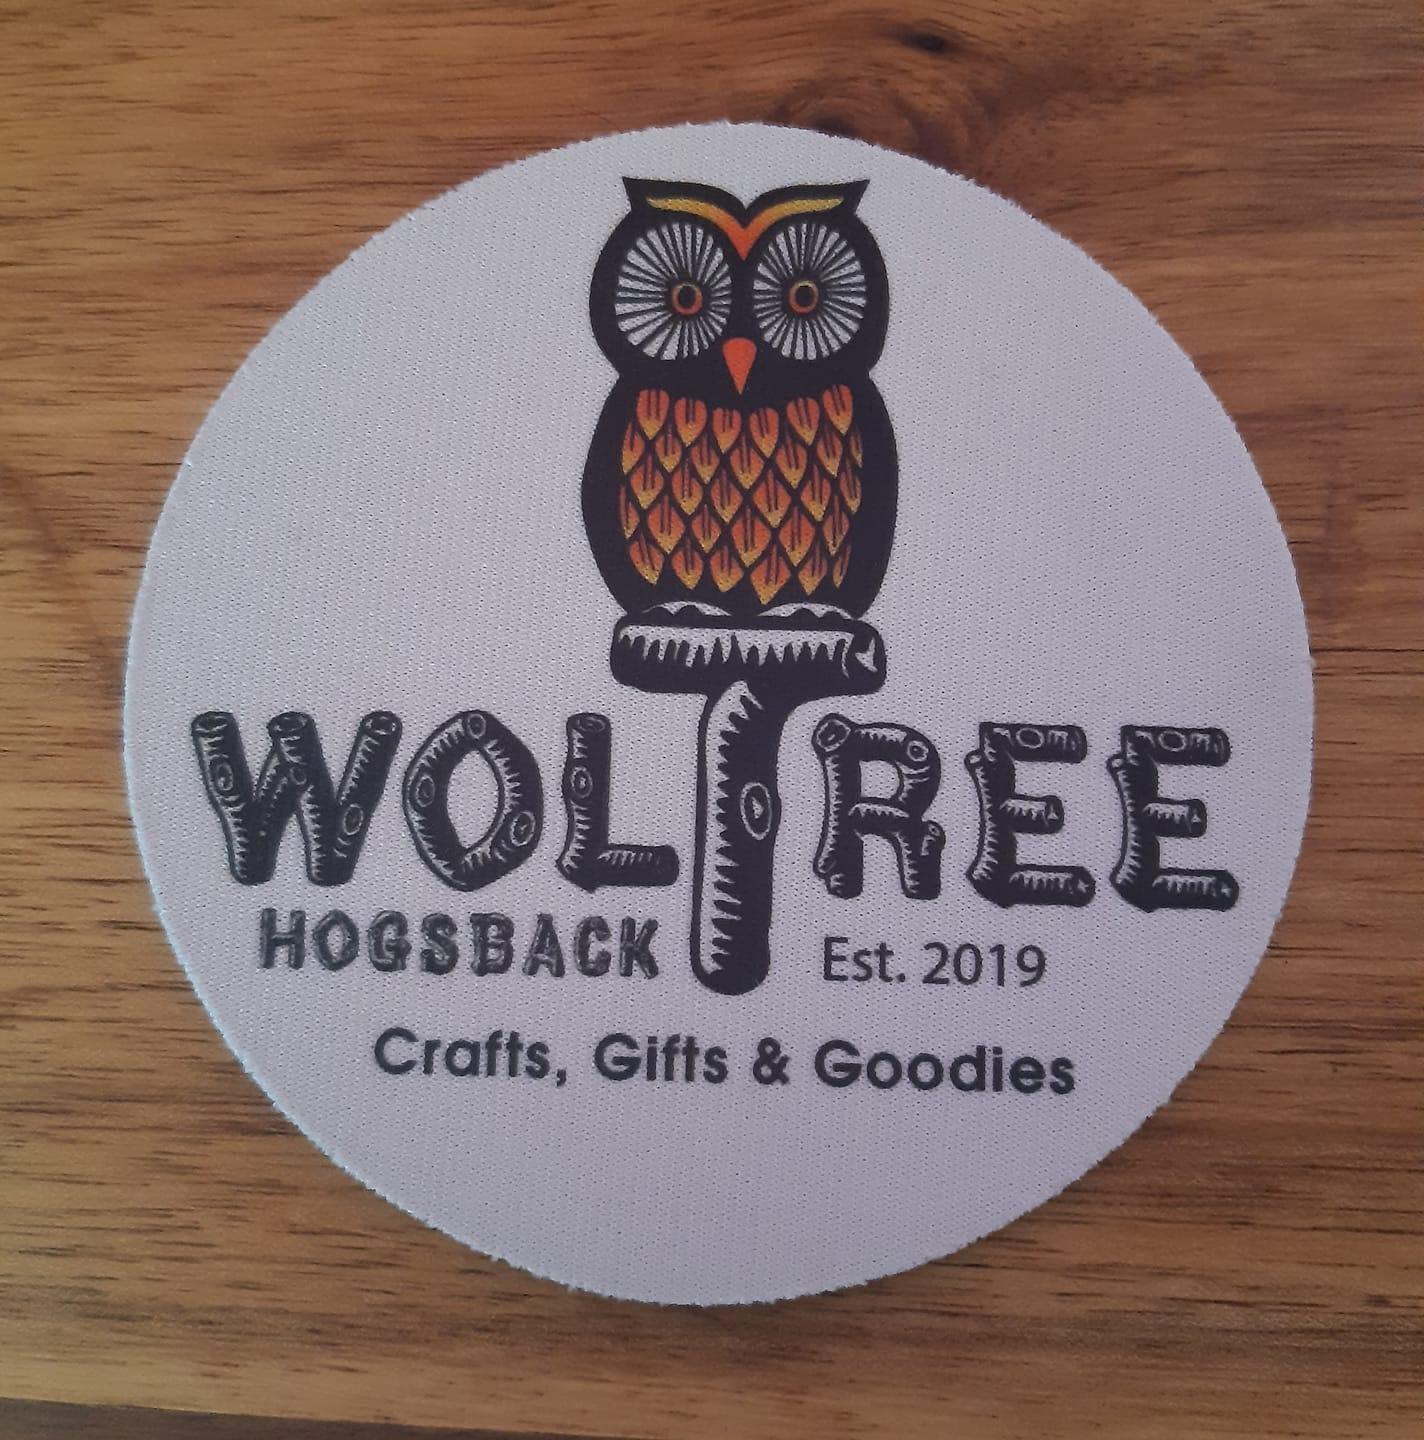 WOLTREE
HOGSBACK
Est. 2019
Crafts, Gifts & Goodies